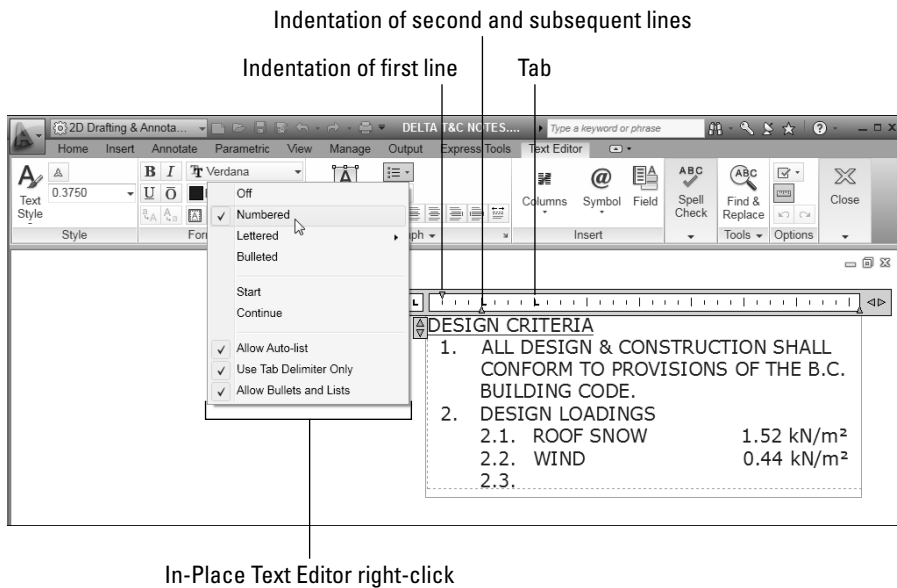 Indentation of second and subsequent lines
Indentation of first line Tab
2D Drafting & Annota... DELTA T&C NOTES.... Type a keyword or phrase
Home Insert Annotate Parametric View Manage Output Express Tools Text Editor
Text Style
0.3750
B I Verdana
U O
Columns Symbol Field
ABC Spell Check
ABC Find & Replace
Close
Style For ph Insert Tools Options
Off
Numbered
Lettered
Bulleted
Start
Continue
Allow Auto-list
Use Tab Delimiter Only
Allow Bullets and Lists
DESIGN CRITERIA
1. ALL DESIGN & CONSTRUCTION SHALL
CONFORM TO PROVISIONS OF THE B.C.
BUILDING CODE.
2. DESIGN LOADINGS
2.1. ROOF SNOW 1.52 kN/m²
2.2. WIND 0.44 kN/m²
2.3.
In-Place Text Editor right-click